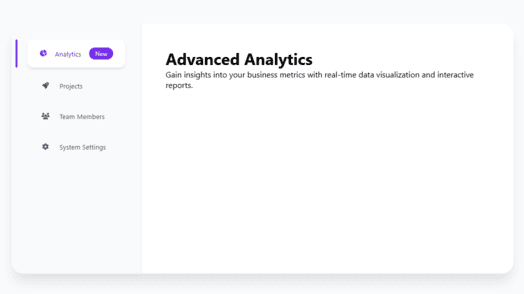 Analytics New
Projects
Team Members
System Settings
Advanced Analytics
Gain insights into your business metrics with real-time data visualization and interactive
reports.